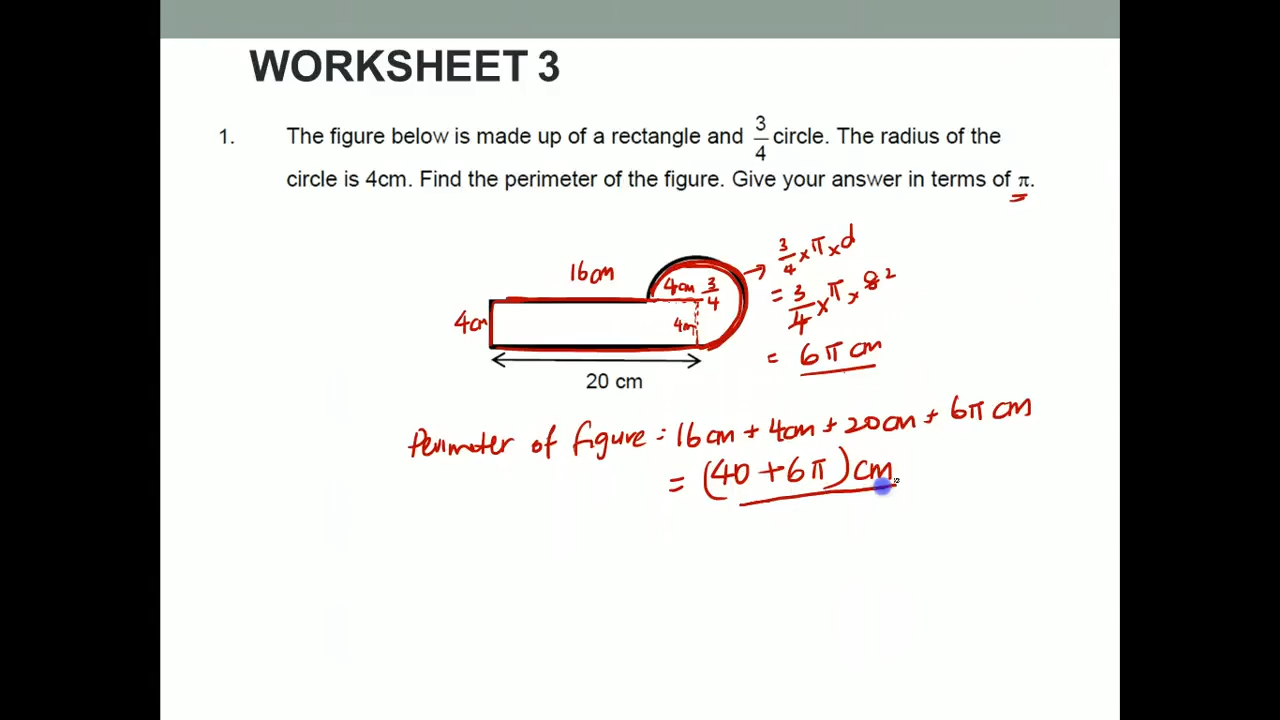 WORKSHEET 3
1. The figure below is made up of a rectangle and 3/4 circle. The radius of the
circle is 4cm. Find the perimeter of the figure. Give your answer in terms of π.
3/4 × π × d
16cm
4cm 3/4
= 3/4 × π × 8 2
4cm
4cm
= 6π cm
20 cm
Perimeter of figure = 16cm + 4cm + 20cm + 6π cm
= (40 + 6π) cm